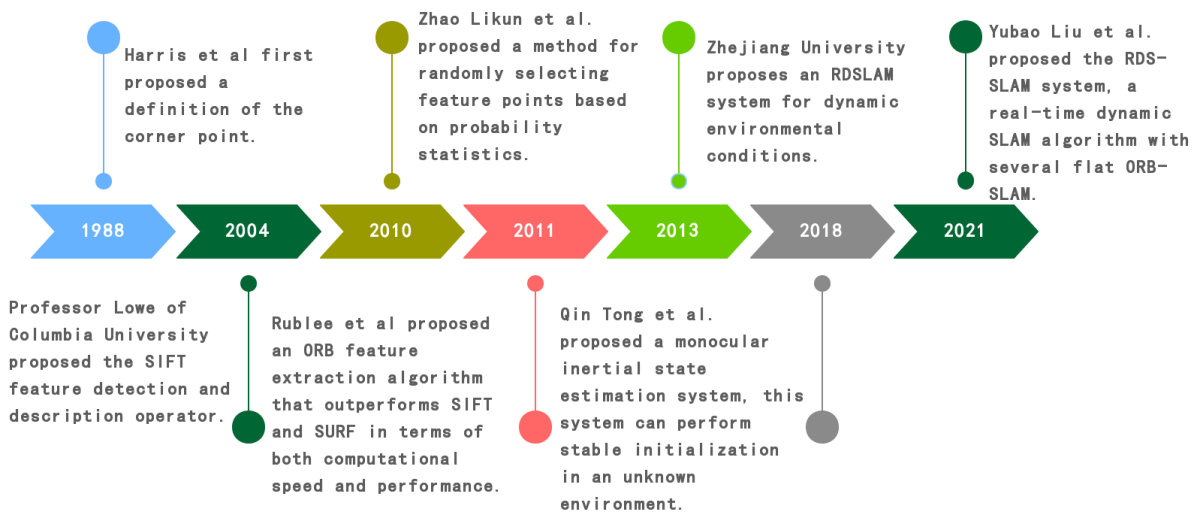 Harris et al first
proposed a
definition of the
corner point.
Zhao Likun et al.
proposed a method for
randomly selecting
feature points based
on probability
statistics.
Zhejiang University
proposes an RDSLAM
system for dynamic
environmental
conditions.
Yubao Liu et al.
proposed the RDS-
SLAM system, a
real-time dynamic
SLAM algorithm with
several flat ORB-
SLAM.
1988
2004
2010
2011
2013
2018
2021
Professor Lowe of
Columbia University
proposed the SIFT
feature detection and
description operator.
Rublee et al proposed
an ORB feature
extraction algorithm
that outperforms SIFT
and SURF in terms of
both computational
speed and performance.
Qin Tong et al.
proposed a monocular
inertial state
estimation system, this
system can perform
stable initialization
in an unknown
environment.